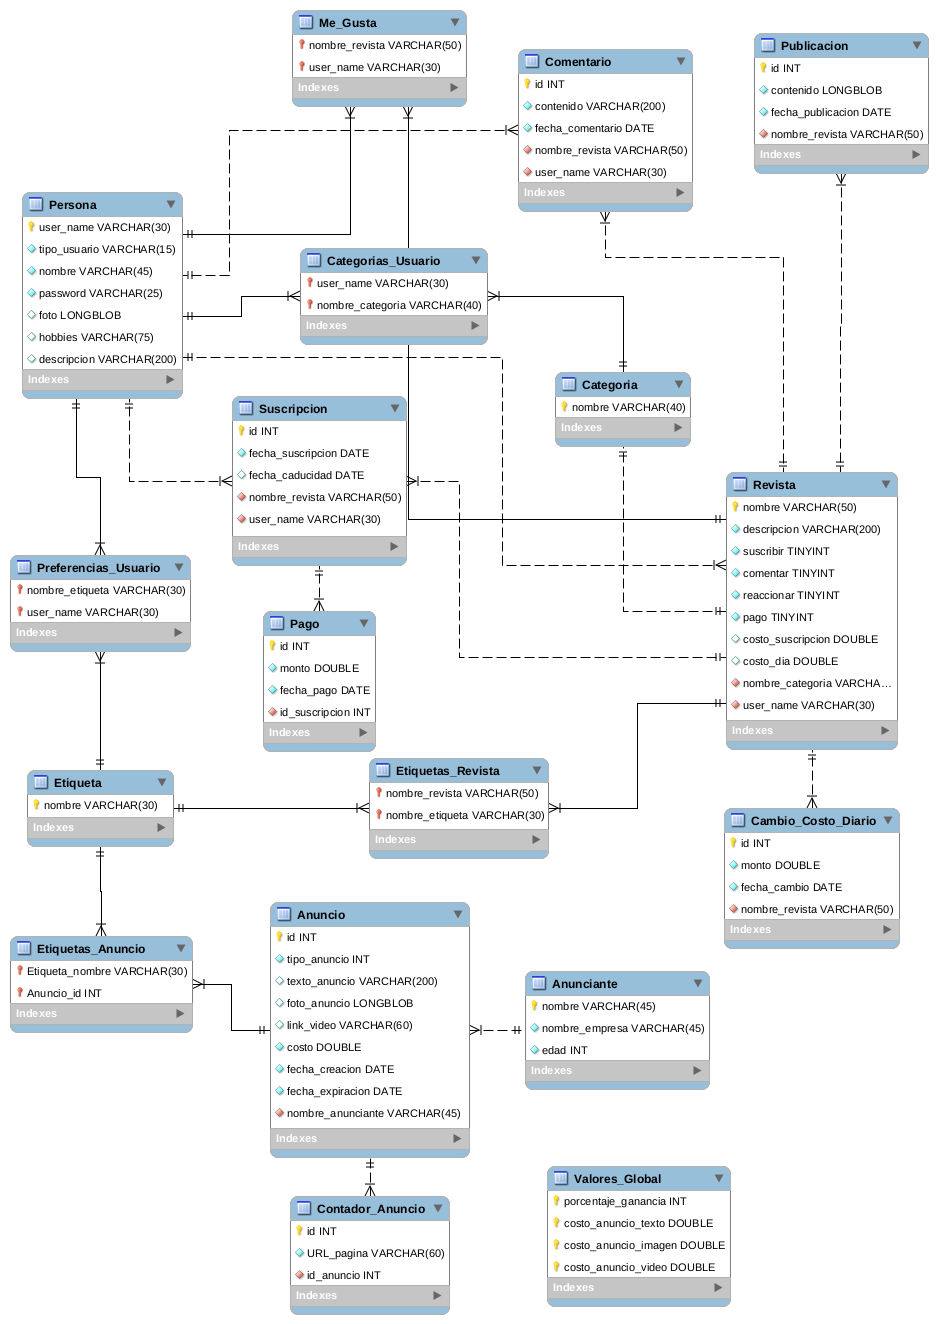 Me_Gusta
nombre_revista VARCHAR(50)
user_name VARCHAR(30)
Indexes
Comentario
id INT
contenido VARCHAR(200)
fecha_comentario DATE
nombre_revista VARCHAR(50)
user_name VARCHAR(30)
Indexes
Publicacion
id INT
contenido LONGBLOB
fecha_publicacion DATE
nombre_revista VARCHAR(50)
Indexes
Persona
user_name VARCHAR(30)
tipo_usuario VARCHAR(15)
nombre VARCHAR(45)
password VARCHAR(25)
foto LONGBLOB
hobbies VARCHAR(75)
descripcion VARCHAR(200)
Indexes
Categorias_Usuario
user_name VARCHAR(30)
nombre_categoria VARCHAR(40)
Indexes
Categoria
nombre VARCHAR(40)
Indexes
Suscripcion
id INT
fecha_suscripcion DATE
fecha_caducidad DATE
nombre_revista VARCHAR(50)
user_name VARCHAR(30)
Indexes
Revista
nombre VARCHAR(50)
descripcion VARCHAR(200)
suscribir TINYINT
comentar TINYINT
reaccionar TINYINT
pago TINYINT
costo_suscripcion DOUBLE
costo_dia DOUBLE
nombre_categoria VARCHA...
user_name VARCHAR(30)
Indexes
Preferencias_Usuario
nombre_etiqueta VARCHAR(30)
user_name VARCHAR(30)
Indexes
Pago
id INT
monto DOUBLE
fecha_pago DATE
id_suscripcion INT
Indexes
Etiqueta
nombre VARCHAR(30)
Indexes
Etiquetas_Revista
nombre_revista VARCHAR(50)
nombre_etiqueta VARCHAR(30)
Indexes
Cambio_Costo_Diario
id INT
monto DOUBLE
fecha_cambio DATE
nombre_revista VARCHAR(50)
Indexes
Etiquetas_Anuncio
Etiqueta_nombre VARCHAR(30)
Anuncio_id INT
Indexes
Anuncio
id INT
tipo_anuncio INT
texto_anuncio VARCHAR(200)
foto_anuncio LONGBLOB
link_video VARCHAR(60)
costo DOUBLE
fecha_creacion DATE
fecha_expiracion DATE
nombre_anunciante VARCHAR(45)
Indexes
Anunciante
nombre VARCHAR(45)
nombre_empresa VARCHAR(45)
edad INT
Indexes
Contador_Anuncio
id INT
URL_pagina VARCHAR(60)
id_anuncio INT
Indexes
Valores_Global
porcentaje_ganancia INT
costo_anuncio_texto DOUBLE
costo_anuncio_imagen DOUBLE
costo_anuncio_video DOUBLE
Indexes